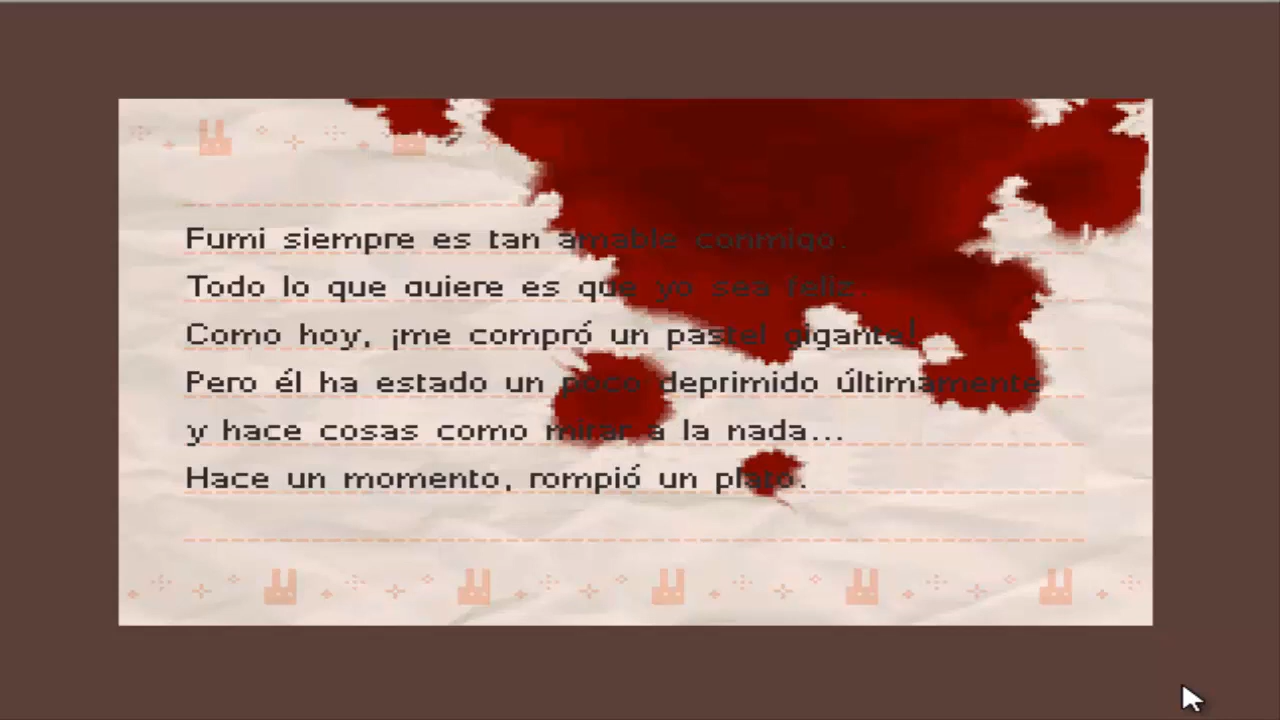 Fumi siempre es tan amable conmigo.
Todo lo que quiere es que yo sea feliz.
Como hoy, ¡me compró un pastel gigante!
Pero él ha estado un poco deprimido últimamente
y hace cosas como mirar a la nada...
Hace un momento, rompió un plato.